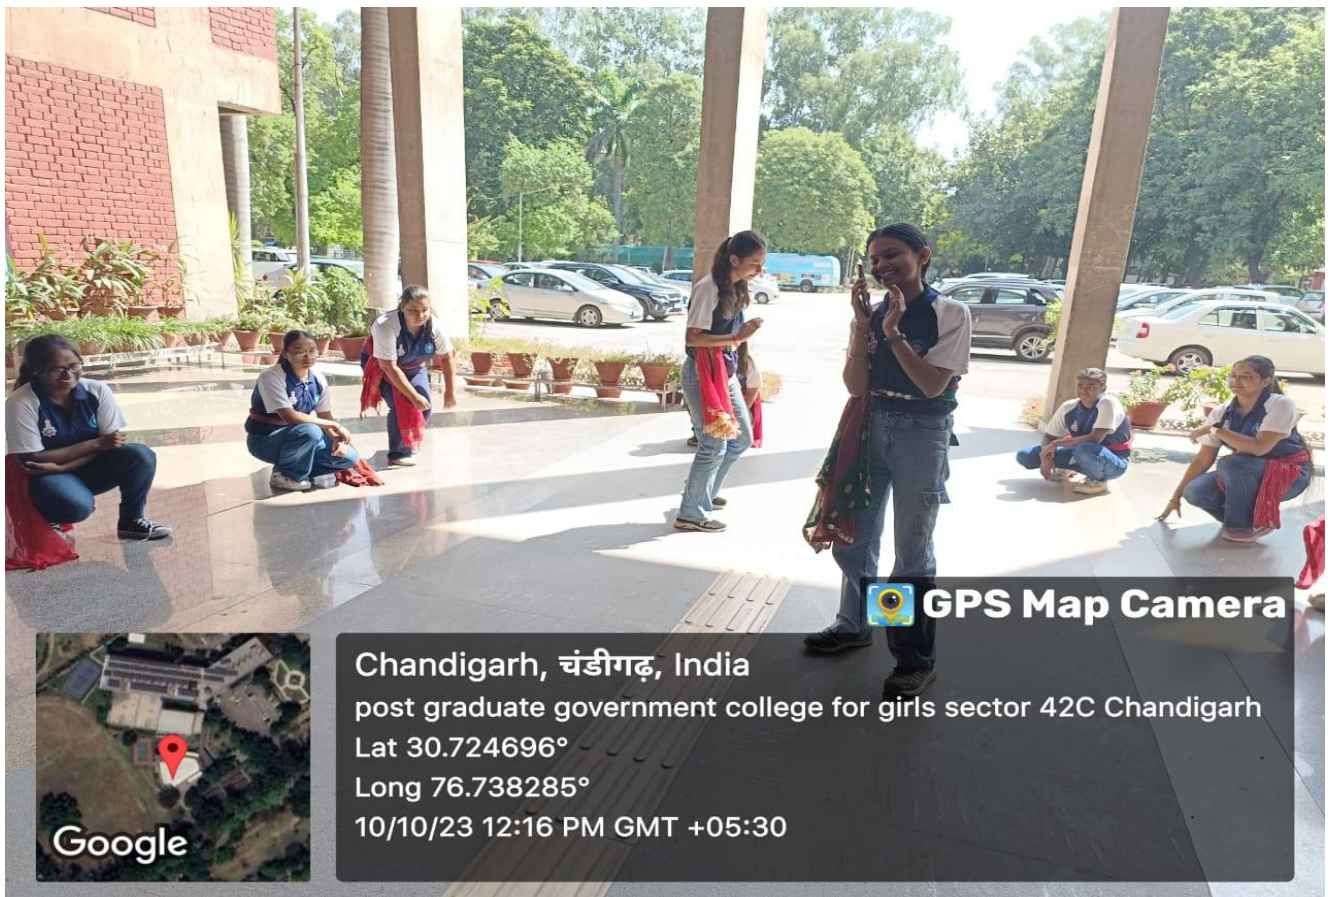 GPS Map Camera
Chandigarh, चंडीगढ़, India
post graduate government college for girls sector 42C Chandigarh
Lat 30.724696°
Long 76.738285°
10/10/23 12:16 PM GMT +05:30
Google